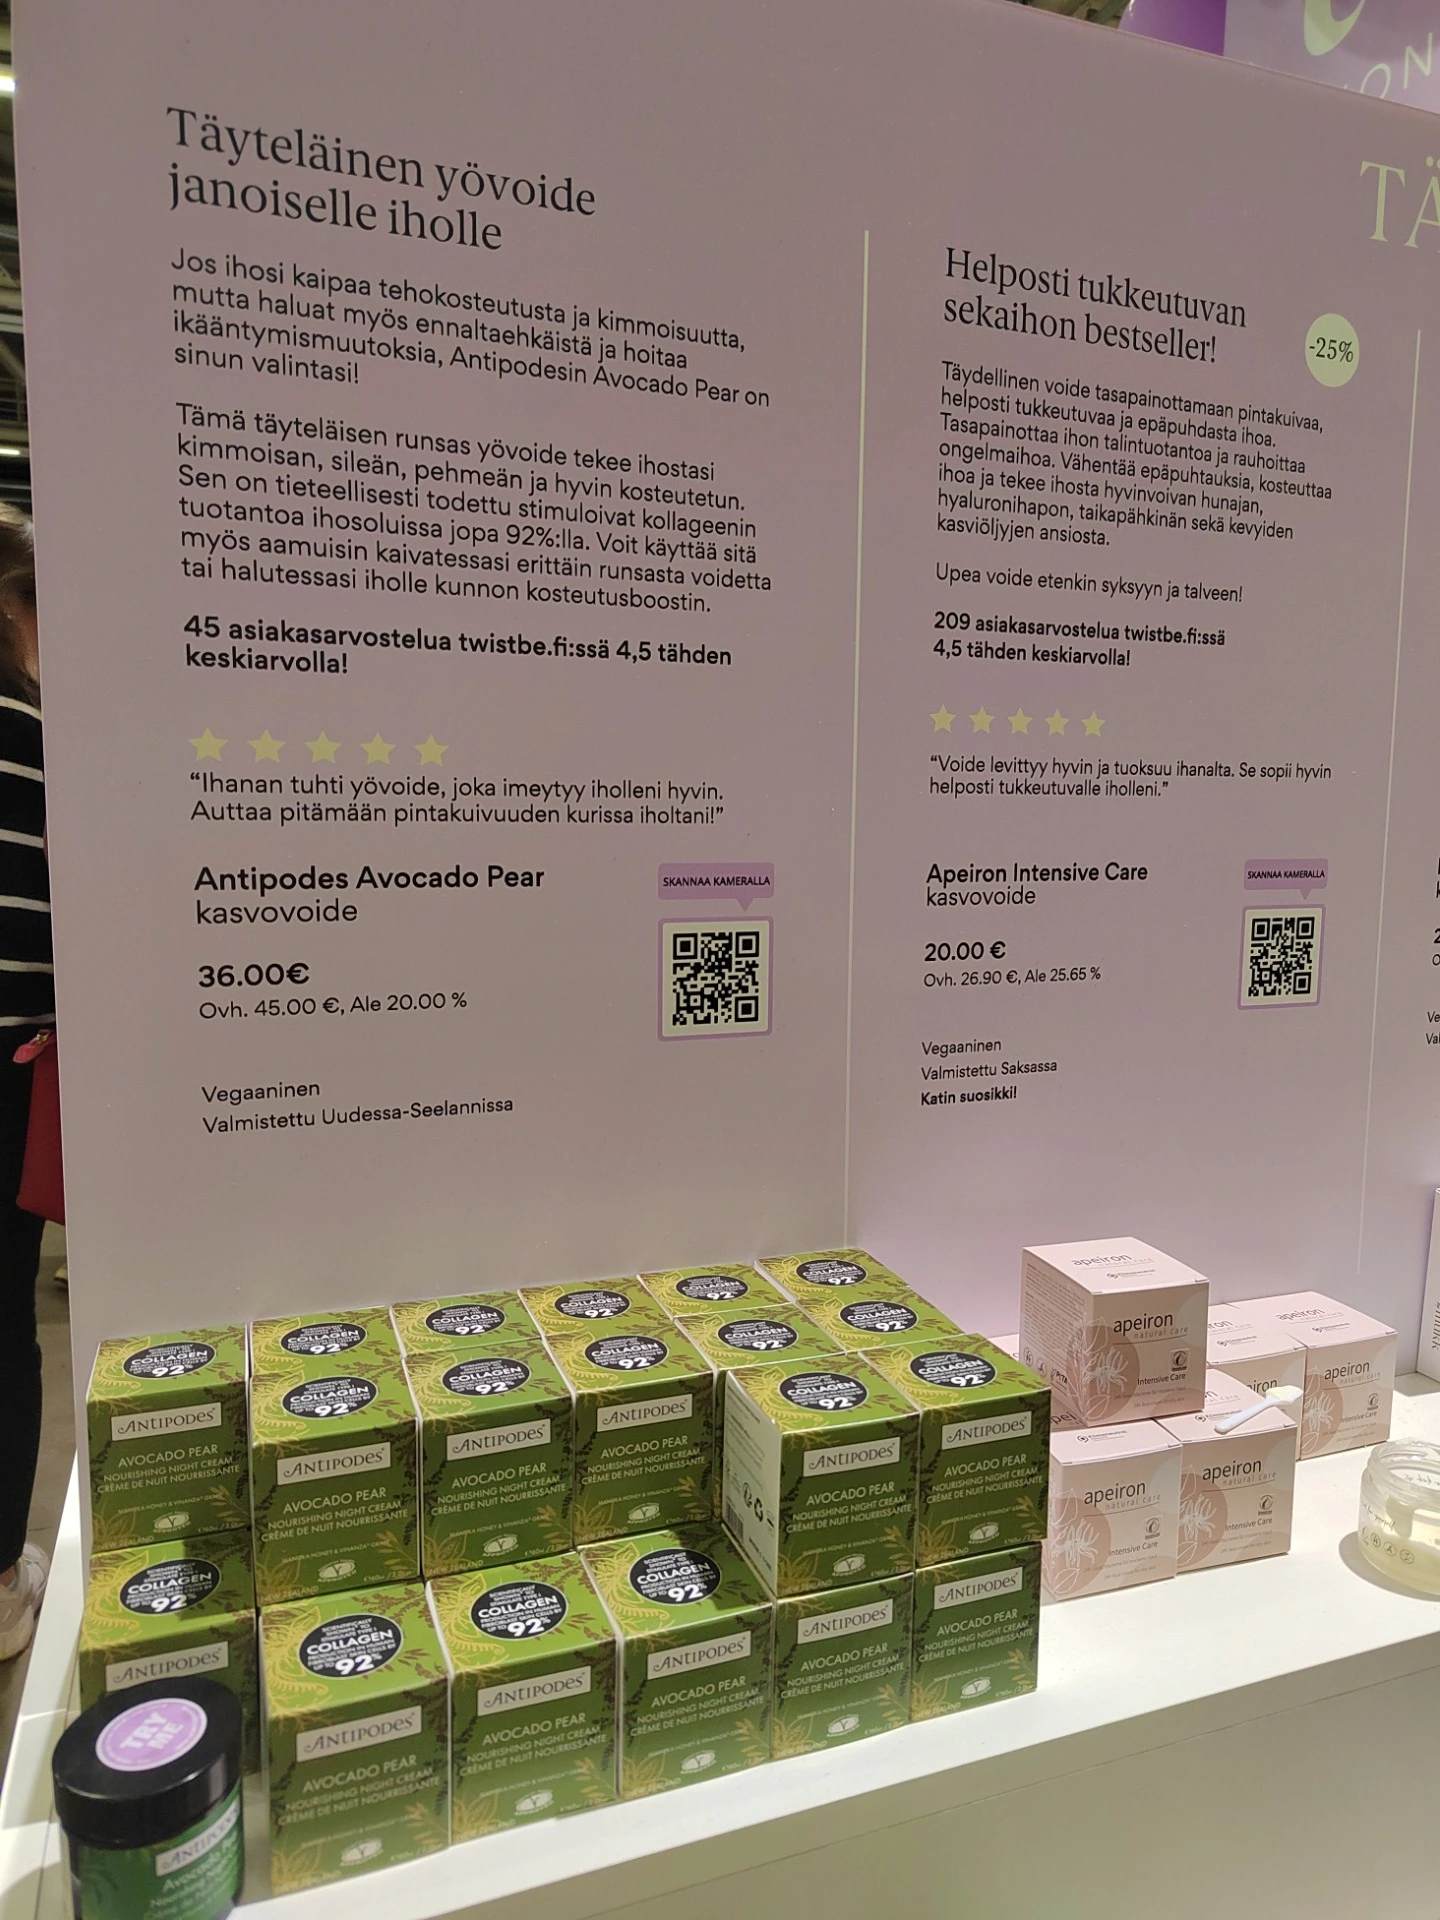 Täyteläinen yövoide
janoiselle iholle
Jos ihosi kaipaa tehokosteutusta ja kimmoisuutta,
mutta haluat myös ennaltaehkäistä ja hoitaa
ikääntymismuutoksia, Antipodesin Avocado Pear on
sinun valintasi!
Tämä täyteläisen runsas yövoide tekee ihostasi
kimmoisan, sileän, pehmeän ja hyvin kosteutetun.
Sen on tieteellisesti todettu stimuloivat kollageenin
tuotantoa ihosoluissa jopa 92%:lla. Voit käyttää sitä
myös aamuisin kaivatessasi erittäin runsasta voidetta
tai halutessasi iholle kunnon kosteutusboostin.
45 asiakasarvostelua twistbe.fi:ssä 4,5 tähden
keskiarvolla!
“Ihanan tuhti yövoide, joka imeytyy iholleni hyvin.
Auttaa pitämään pintakuivuuden kurissa iholtani!”
Antipodes Avocado Pear
kasvovoide
SKANNAA KAMERALLA
36.00€
Ovh. 45.00 €, Ale 20.00 %
Vegaaninen
Valmistettu Uudessa-Seelannissa
Helposti tukkeutuvan
sekaihon bestseller!
-25%
Täydellinen voide tasapainottamaan pintakuivaa,
helposti tukkeutuvaa ja epäpuhdasta ihoa.
Tasapainottaa ihon talintuotantoa ja rauhoittaa
ongelmaihoa. Vähentää epäpuhtauksia, kosteuttaa
ihoa ja tekee ihosta hyvinvoivan hunajan,
hyaluronihapon, taikapähkinän sekä kevyiden
kasviöljyjen ansiosta.
Upea voide etenkin syksyyn ja talveen!
209 asiakasarvostelua twistbe.fi:ssä
4,5 tähden keskiarvolla!
“Voide levittyy hyvin ja tuoksuu ihanalta. Se sopii hyvin
helposti tukkeutuvalle iholleni.”
Apeiron Intensive Care
kasvovoide
SKANNAA KAMERALLA
20.00 €
Ovh. 26.90 €, Ale 25.65 %
Vegaaninen
Valmistettu Saksassa
Katin suosikki!
TÄ
COLLAGEN
92%
ANTIPODES
AVOCADO PEAR
NOURISHING NIGHT CREAM
CRÈME DE NUIT NOURRISSANTE
apeiron
natural care
Intensive Care
TRY
ME
ANTIPODES
Avocado Pear